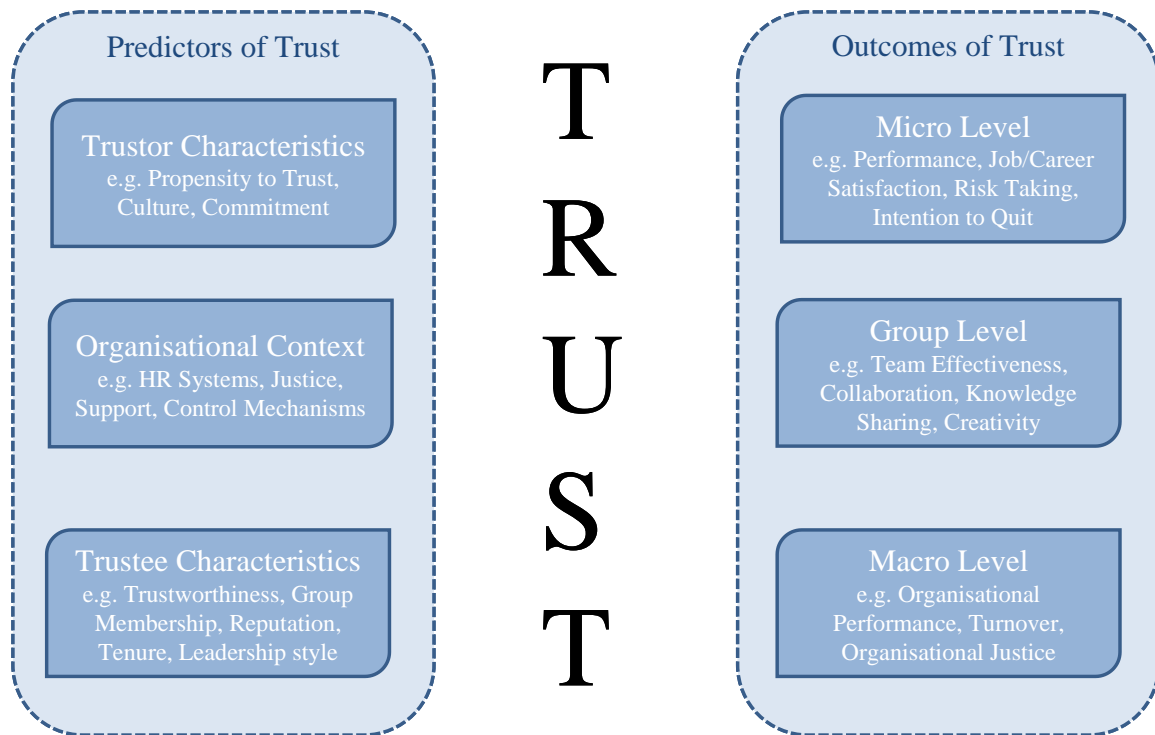 Predictors of Trust
Trustor Characteristics
e.g. Propensity to Trust,
Culture, Commitment
Organisational Context
e.g. HR Systems, Justice,
Support, Control Mechanisms
Trustee Characteristics
e.g. Trustworthiness, Group
Membership, Reputation,
Tenure, Leadership style
T
R
U
S
T
Outcomes of Trust
Micro Level
e.g. Performance, Job/Career
Satisfaction, Risk Taking,
Intention to Quit
Group Level
e.g. Team Effectiveness,
Collaboration, Knowledge
Sharing, Creativity
Macro Level
e.g. Organisational
Performance, Turnover,
Organisational Justice